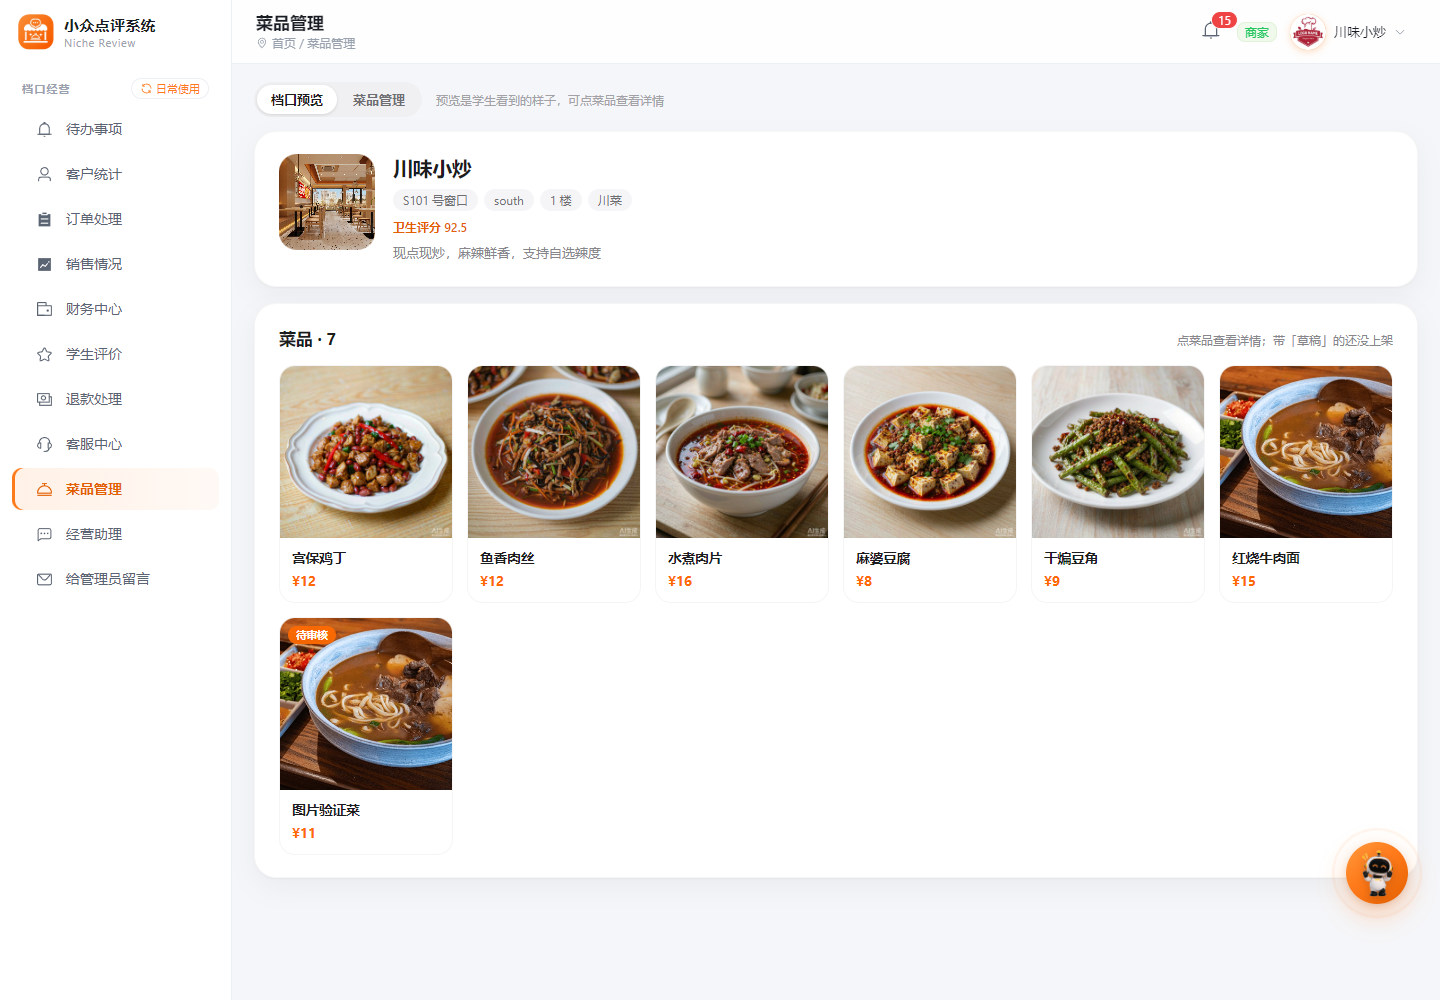 小众点评系统
Niche Review
档口经营
日常使用
待办事项
客户统计
订单处理
销售情况
财务中心
学生评价
退款处理
客服中心
菜品管理
经营助理
给管理员留言
菜品管理
首页 / 菜品管理
15
商家
川味小炒
档口预览
菜品管理
预览是学生看到的样子，可点菜品查看详情
川味小炒
S101 号窗口
south
1 楼
川菜
卫生评分 92.5
现点现炒，麻辣鲜香，支持自选辣度
菜品 · 7
点菜品查看详情；带「草稿」的还没上架
宫保鸡丁
¥12
鱼香肉丝
¥12
水煮肉片
¥16
麻婆豆腐
¥8
干煸豆角
¥9
红烧牛肉面
¥15
待审核
图片验证菜
¥11